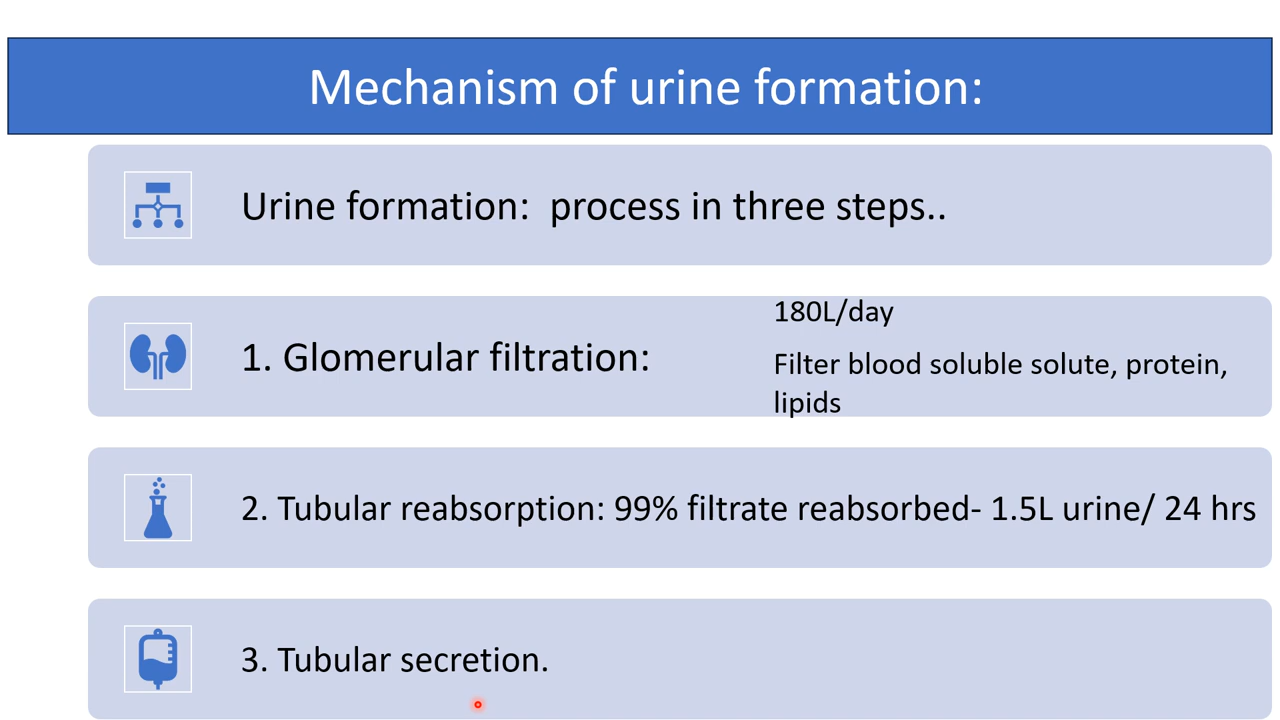 Mechanism of urine formation:
Urine formation:  process in three steps..
1. Glomerular filtration:
180L/day
Filter blood soluble solute, protein,
lipids
2. Tubular reabsorption: 99% filtrate reabsorbed- 1.5L urine/ 24 hrs
3. Tubular secretion.